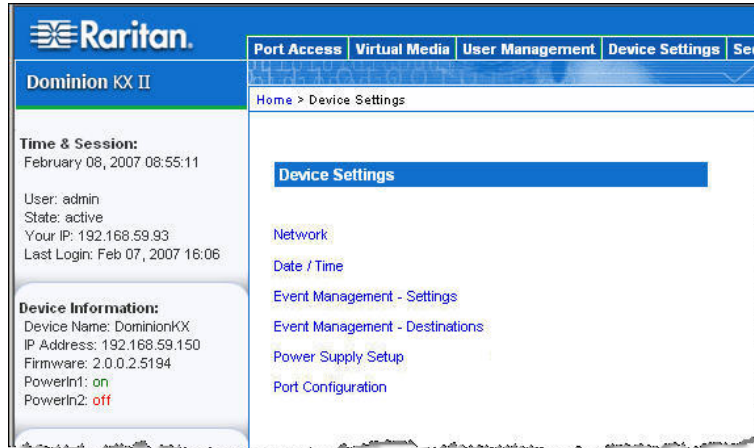 Raritan.
Port Access Virtual Media User Management Device Settings Se
Dominion KX II
Home > Device Settings
Time & Session:
February 08, 2007 08:55:11
User: admin
State: active
Your IP: 192.168.59.93
Last Login: Feb 07, 2007 16:06
Device Information:
Device Name: DominionKX
IP Address: 192.168.59.150
Firmware: 2.0.0.2.5194
PowerIn1: on
PowerIn2: off
Device Settings
Network
Date / Time
Event Management - Settings
Event Management - Destinations
Power Supply Setup
Port Configuration